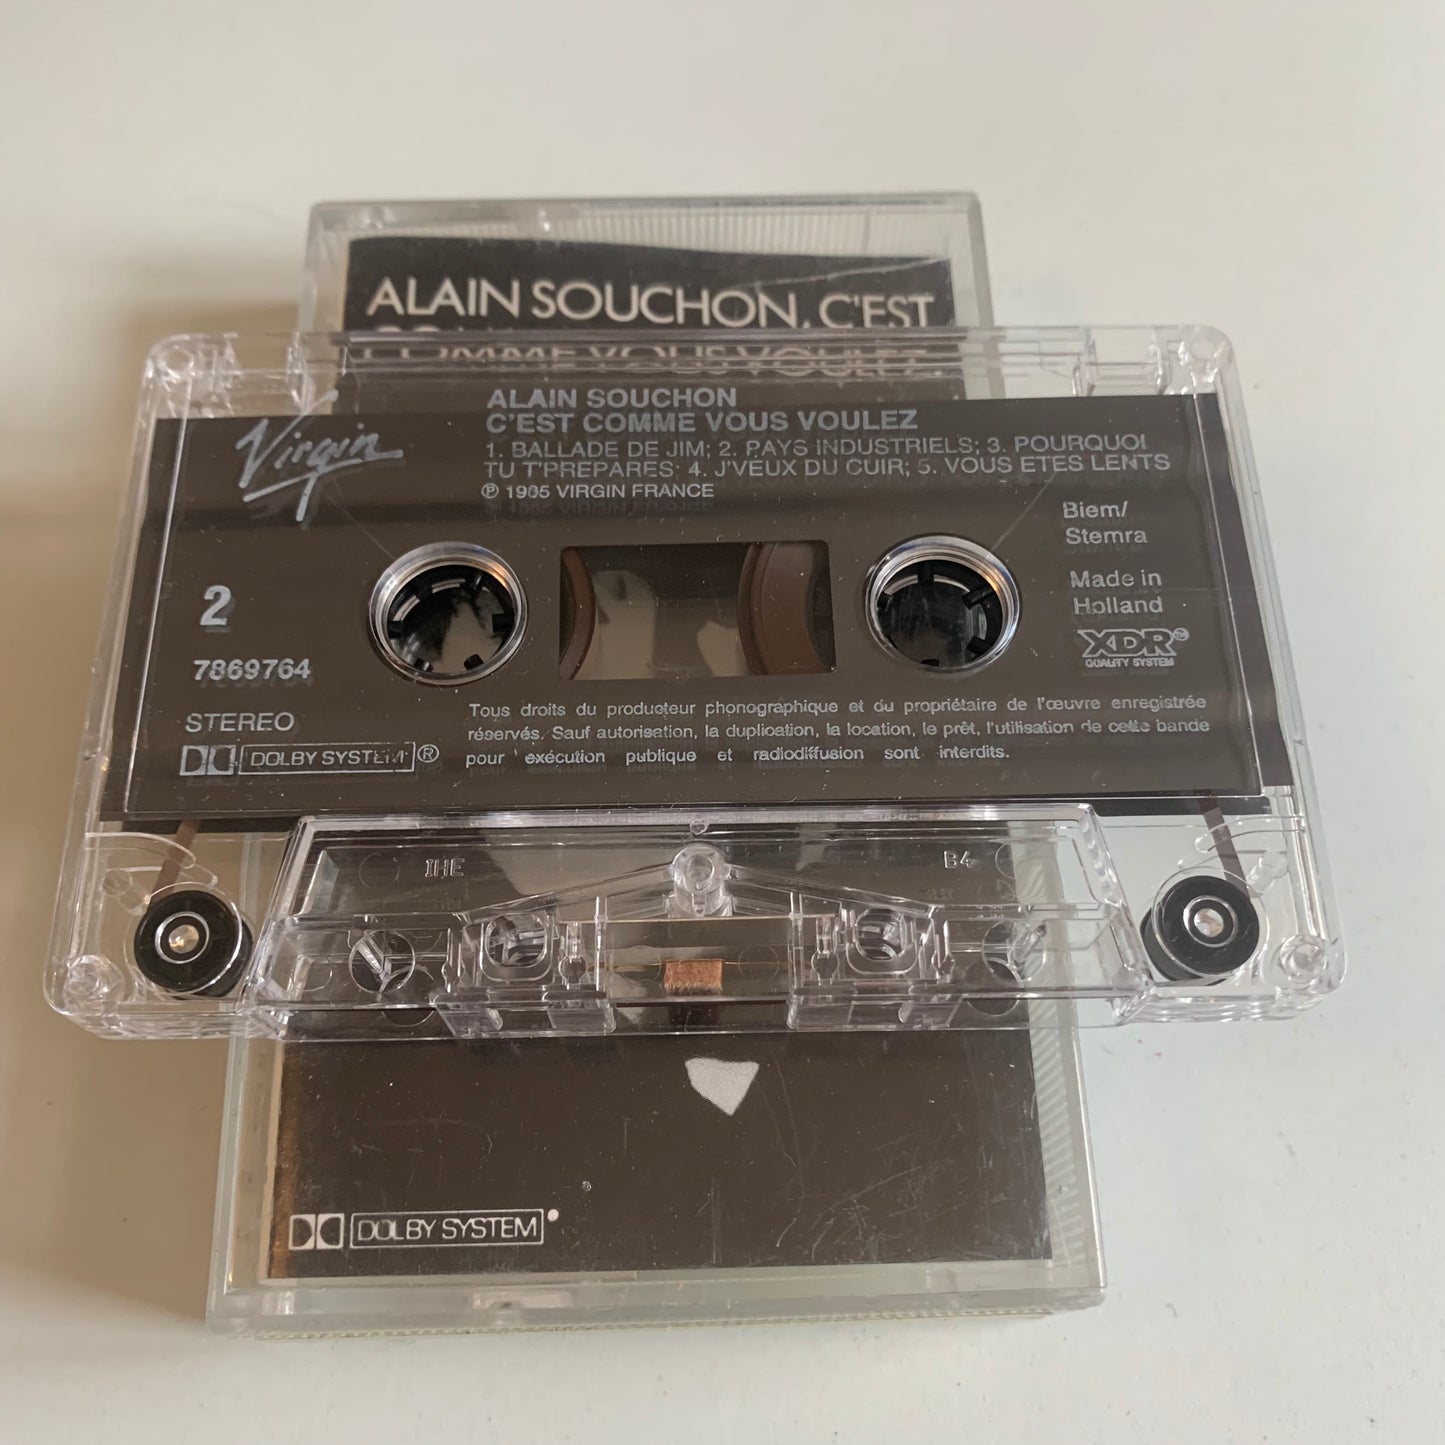 ALAIN SOUCHON, C'EST
COMME VOUS VOULEZ.
Virgin
ALAIN SOUCHON
C'EST COMME VOUS VOULEZ
1. BALLADE DE JIM; 2. PAYS INDUSTRIELS; 3. POURQUOI
TU T'PREPARES; 4. J'VEUX DU CUIR; 5. VOUS ETES LENTS
℗ 1985 VIRGIN FRANCE
Biem/
Stemra
Made in
Holland
XDR™
QUALITY SYSTEM
2
7869764
STEREO
DOLBY SYSTEM®
Tous droits du producteur phonographique et du propriétaire de l'œuvre enregistrée
réservés. Sauf autorisation, la duplication, la location, le prêt, l'utilisation de cette bande
pour exécution publique et radiodiffusion sont interdits.
IHE
B4
DOLBY SYSTEM